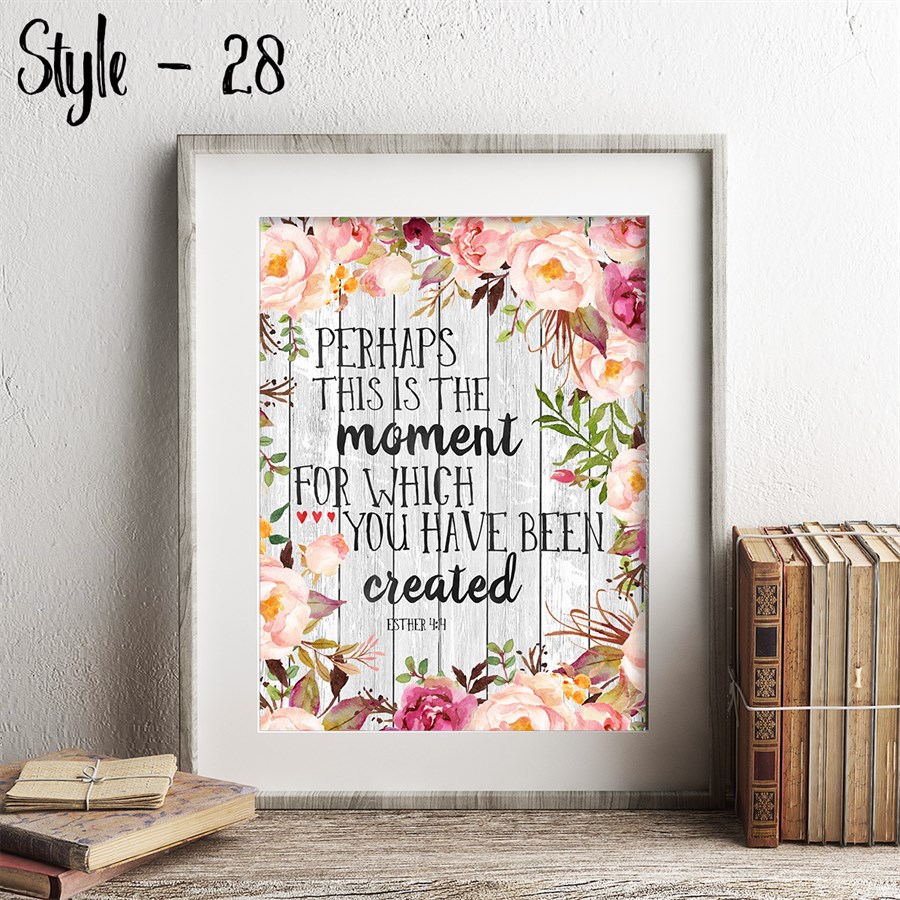 Style - 28
PERHAPS
THIS IS THE
moment
FOR WHICH
YOU HAVE BEEN
created
ESTHER 4:14